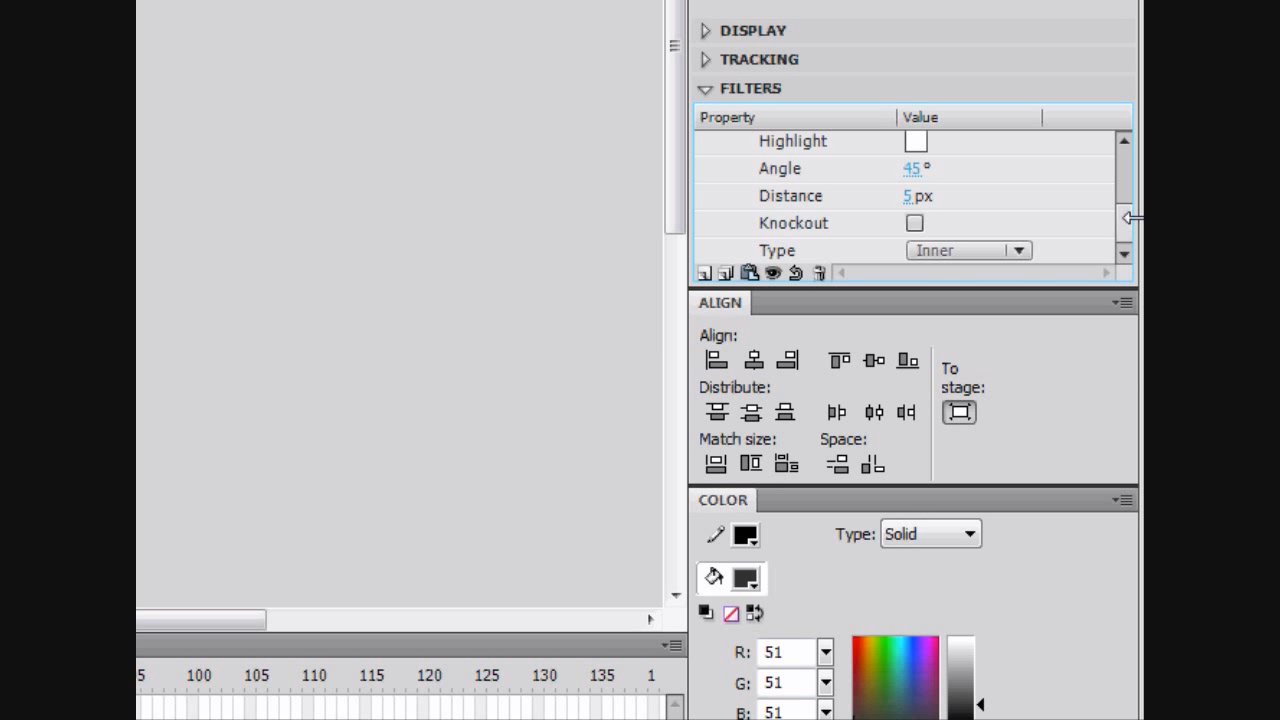 DISPLAY
TRACKING
FILTERS
Property Value
Highlight
Angle 45 °
Distance 5 px
Knockout
Type Inner
ALIGN
Align:
To
stage:
Distribute:
Match size: Space:
COLOR
Type: Solid
R: 51
G: 51
B: 51
5 100 105 110 115 120 125 130 135 1